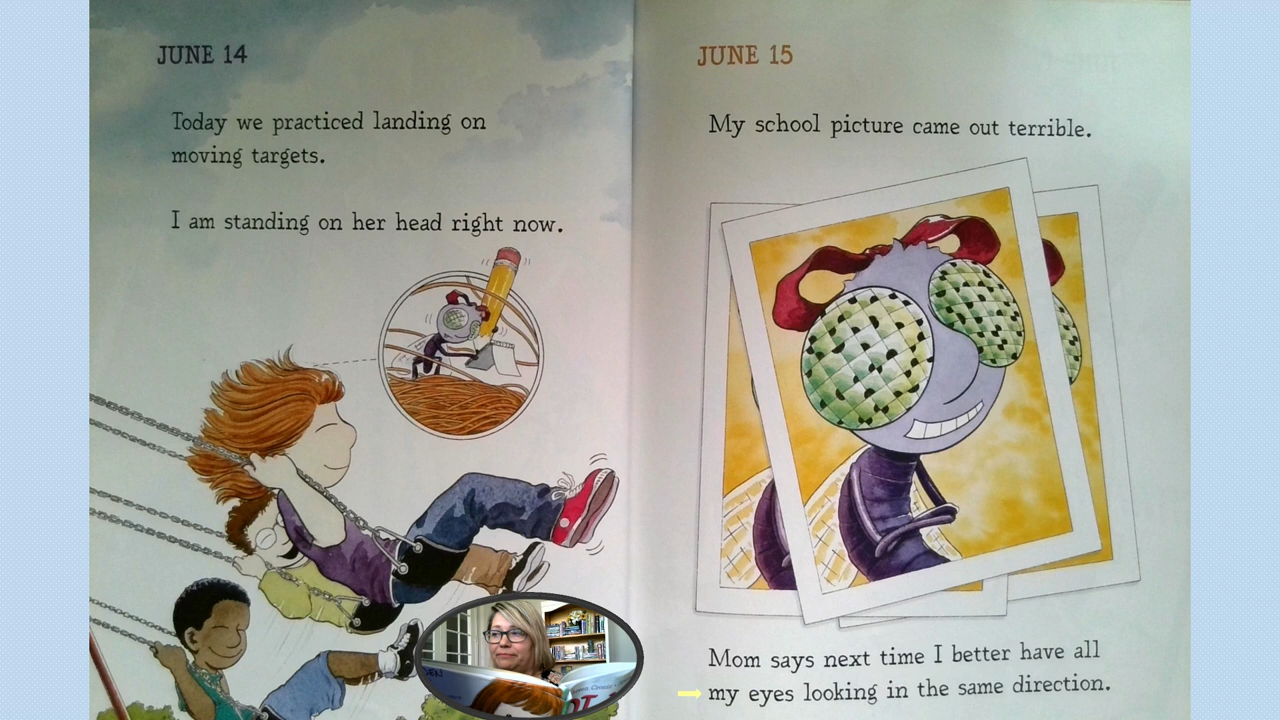 JUNE 14
Today we practiced landing on
moving targets.
I am standing on her head right now.
JUNE 15
My school picture came out terrible.
Mom says next time I better have all
my eyes looking in the same direction.